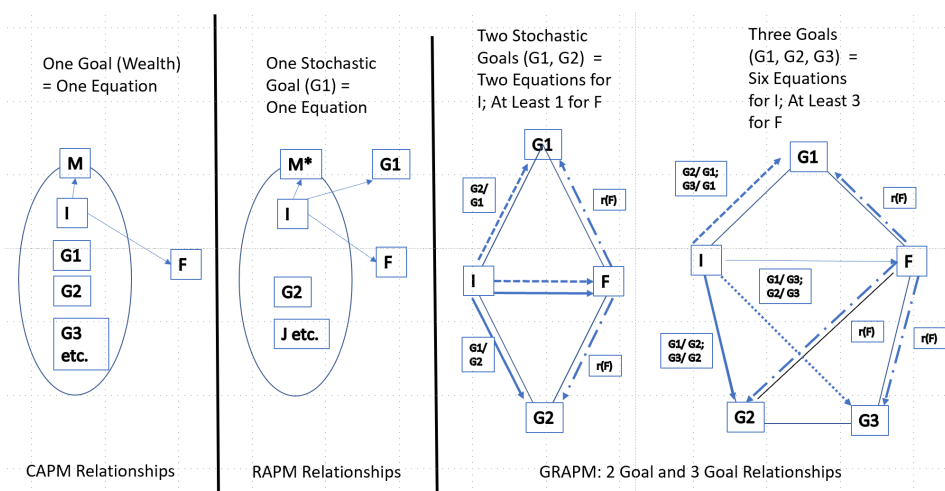 One Goal (Wealth)
= One Equation
M
I
G1
G2
G3
etc.
F
CAPM Relationships
One Stochastic
Goal (G1) =
One Equation
M*
G1
I
F
G2
J etc.
RAPM Relationships
Two Stochastic
Goals (G1, G2) =
Two Equations for
I; At Least 1 for F
G1
G2/
G1
r(F)
I
F
G1/
G2
r(F)
G2
Three Goals
(G1, G2, G3) =
Six Equations
for I; At Least 3
for F
G1
G2/ G1;
G3/ G1
r(F)
I
F
G1/ G3;
G2/ G3
G1/ G2;
G3/ G2
r(F)
r(F)
G2
G3
GRAPM: 2 Goal and 3 Goal Relationships